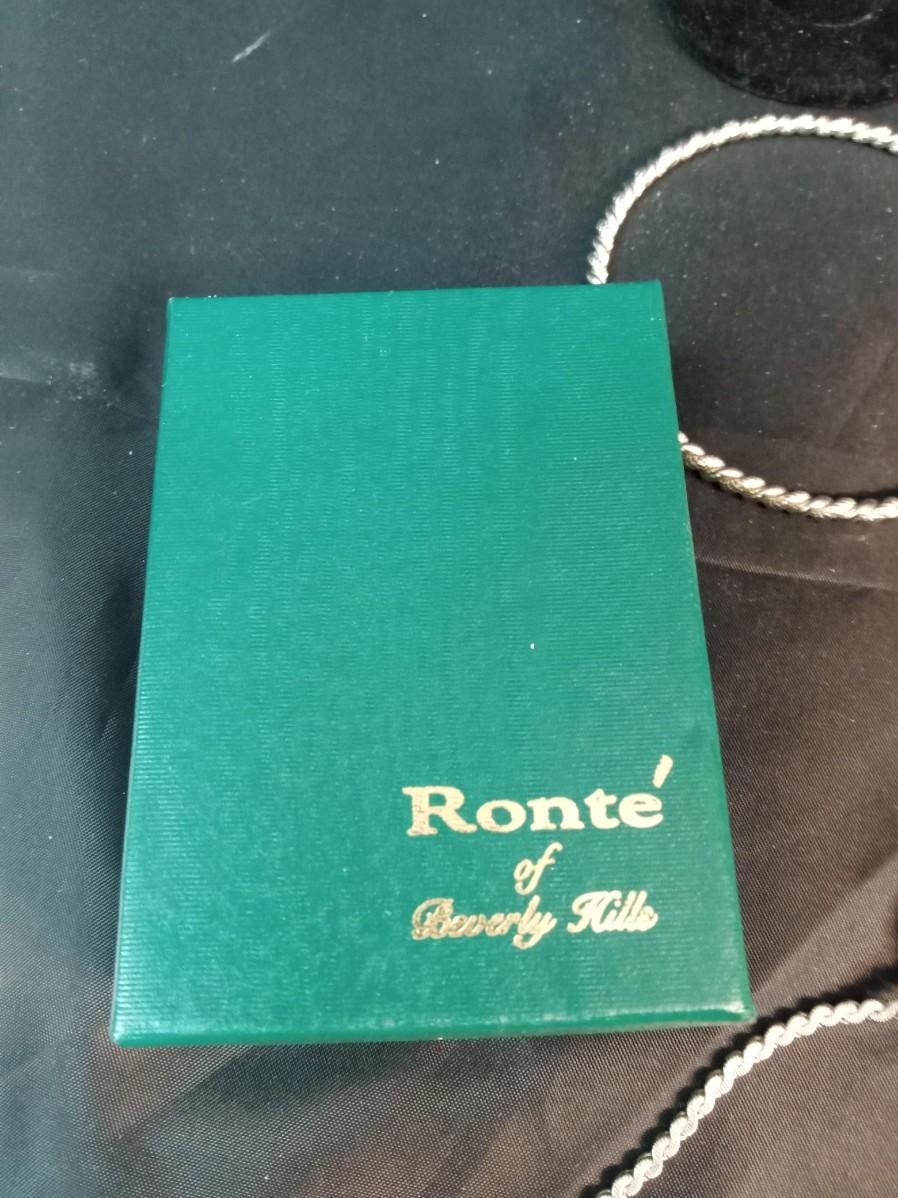 Ronté
of
Beverly Hills